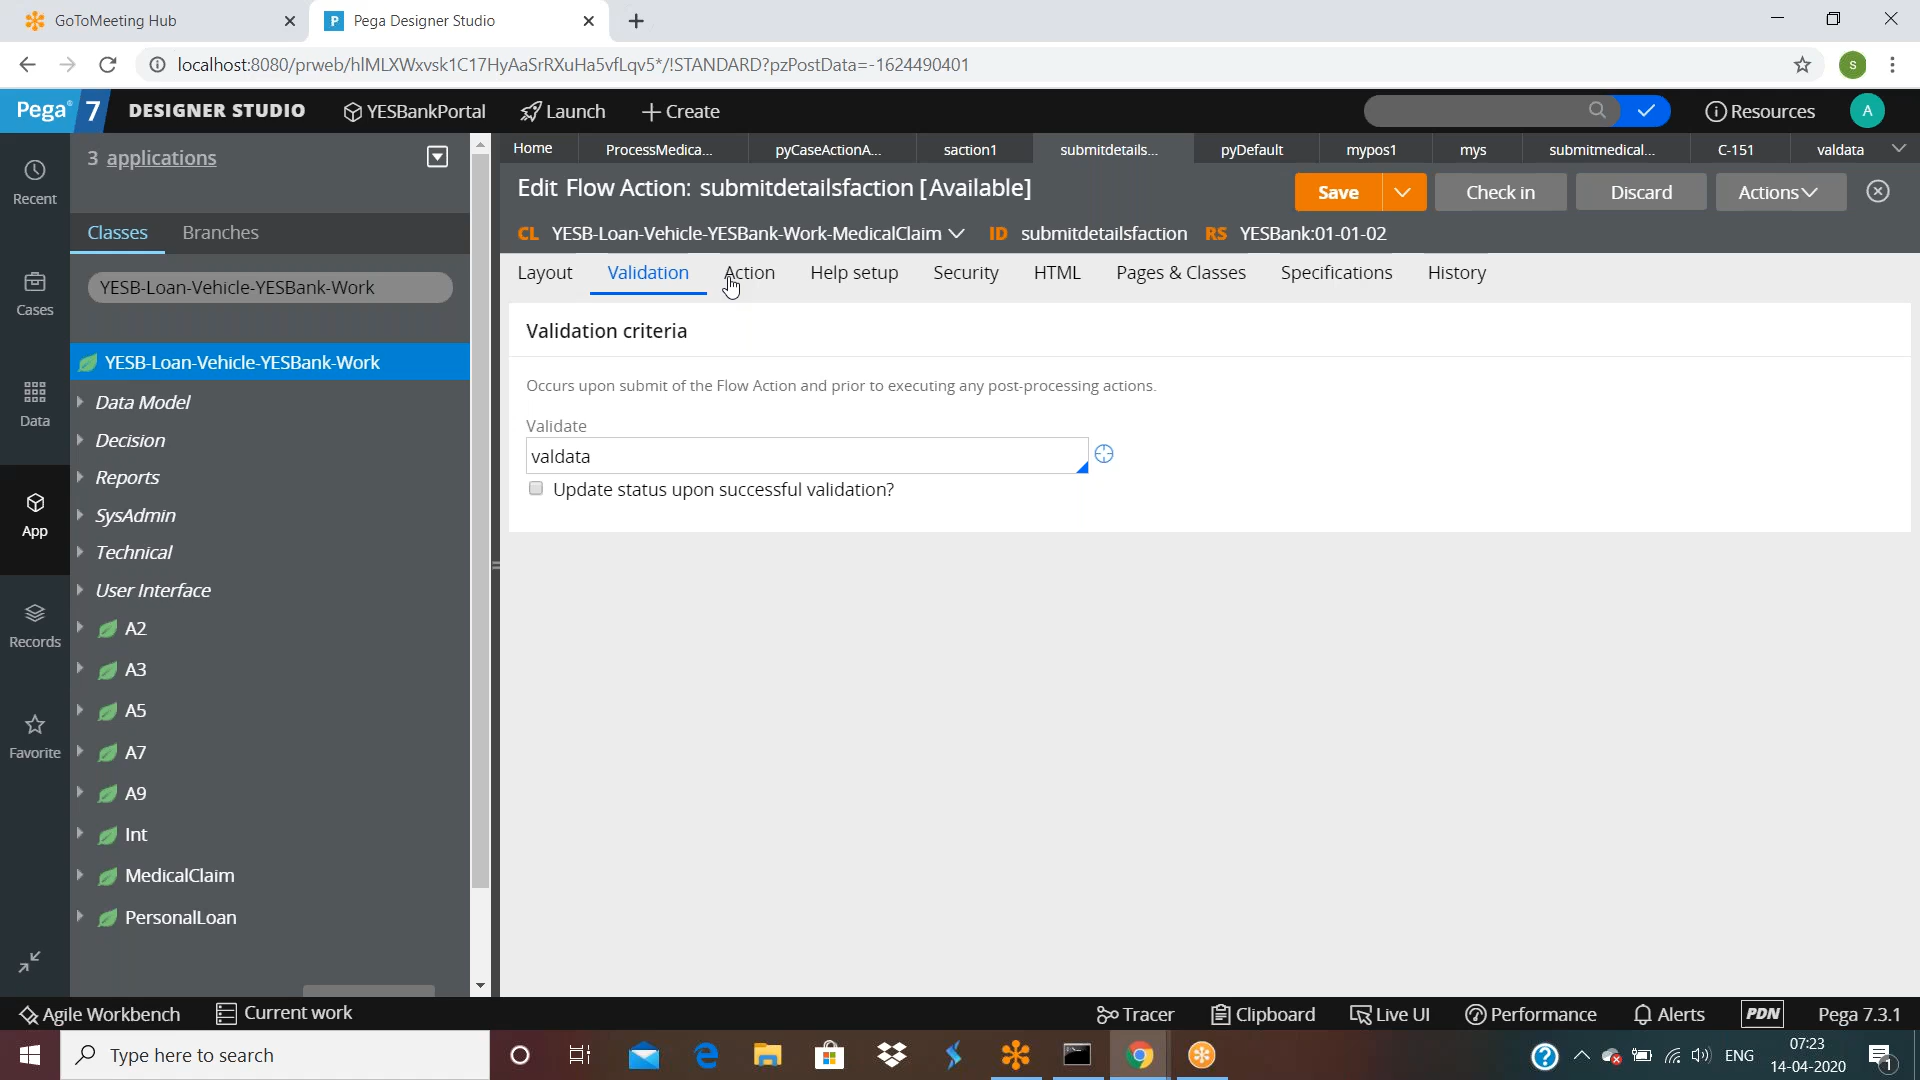 GoToMeeting Hub
P Pega Designer Studio
localhost:8080/prweb/hIMLXWxvsk1C17HyAaSrRXuHa5vfLqv5*/!STANDARD?pzPostData=-1624490401
S
Pega 7 DESIGNER STUDIO YESBankPortal Launch + Create Resources A
3 applications
Home ProcessMedica... pyCaseActionA... saction1 submitdetails... pyDefault mypos1 mys submitmedical... C-151 valdata
Edit Flow Action: submitdetailsfaction [Available]
Save Check in Discard Actions
CL YESB-Loan-Vehicle-YESBank-Work-MedicalClaim ID submitdetailsfaction RS YESBank:01-01-02
Recent
Cases
Data
App
Records
Favorite
Classes Branches
YESB-Loan-Vehicle-YESBank-Work
YESB-Loan-Vehicle-YESBank-Work
Data Model
Decision
Reports
SysAdmin
Technical
User Interface
A2
A3
A5
A7
A9
Int
MedicalClaim
PersonalLoan
Layout Validation Action Help setup Security HTML Pages & Classes Specifications History
Validation criteria
Occurs upon submit of the Flow Action and prior to executing any post-processing actions.
Validate
valdata
Update status upon successful validation?
Agile Workbench Current work Tracer Clipboard Live UI Performance Alerts PDN Pega 7.3.1
Type here to search
ENG
07:23
14-04-2020
1